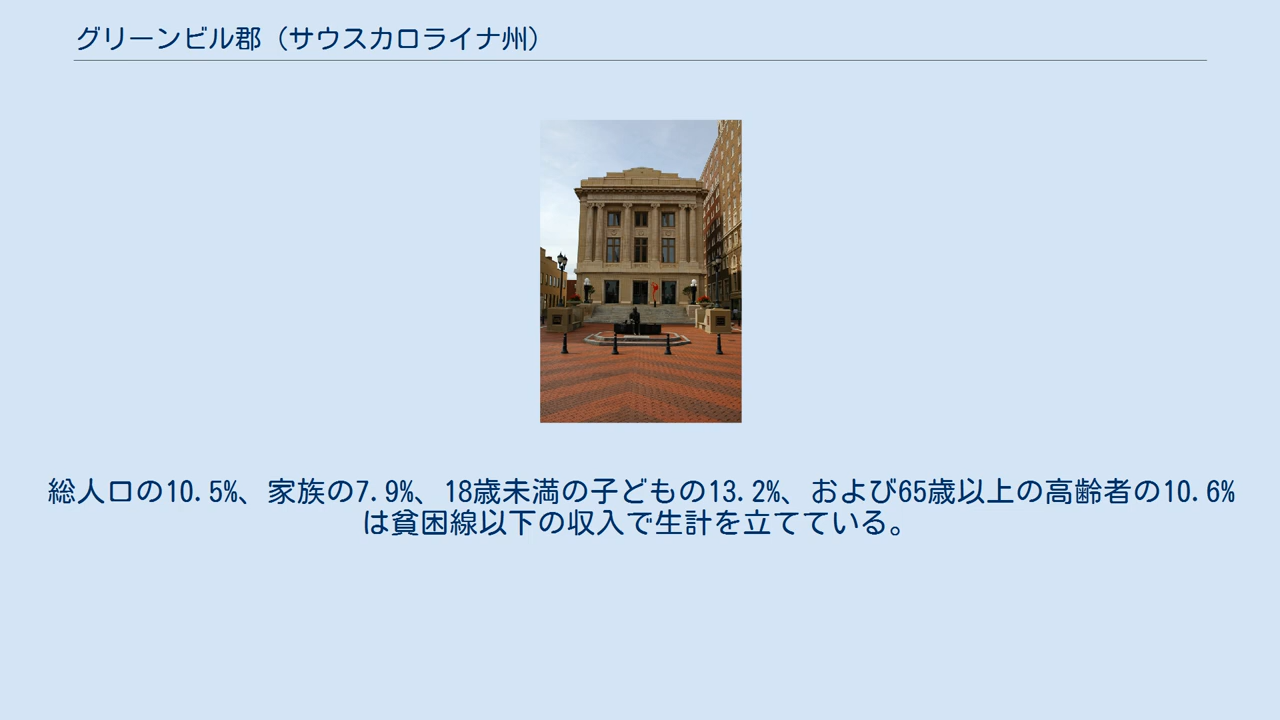 グリーンビル郡（サウスカロライナ州）
総人口の10.5%、家族の7.9%、18歳未満の子どもの13.2%、および65歳以上の高齢者の10.6%
は貧困線以下の収入で生計を立てている。